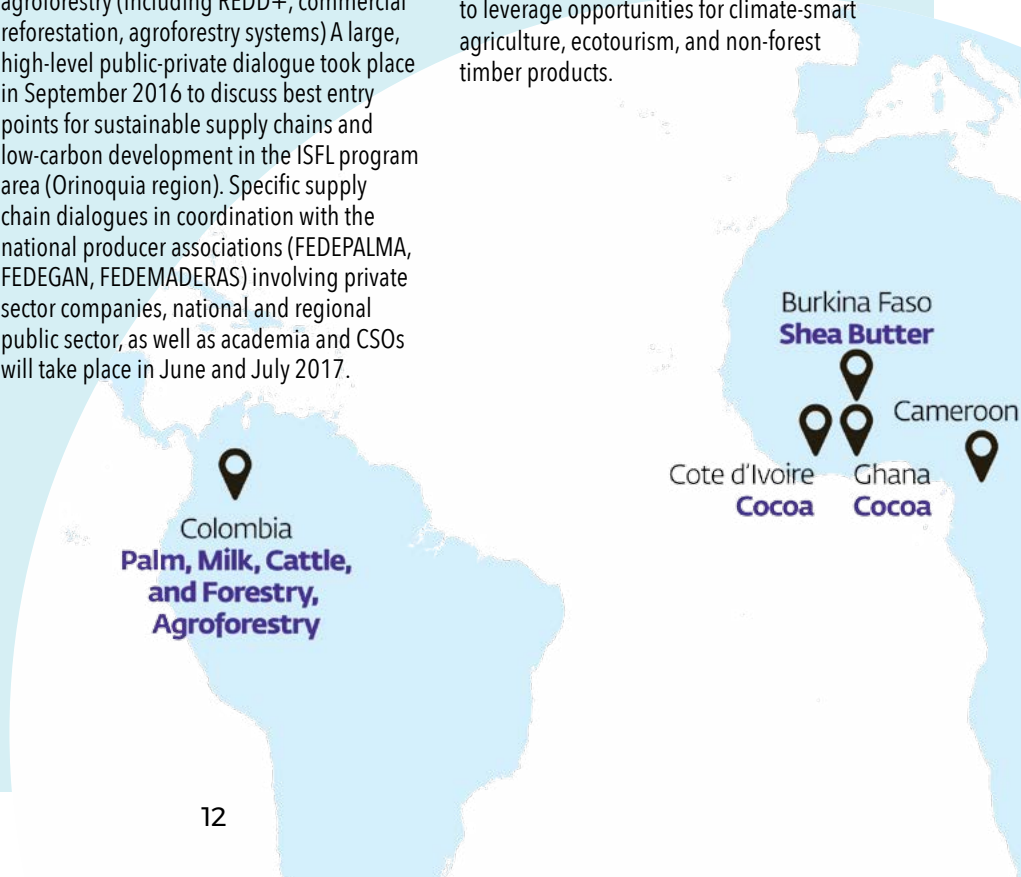 agroforestry (including REDD+, commercial
reforestation, agroforestry systems) A large,
high-level public-private dialogue took place
in September 2016 to discuss best entry
points for sustainable supply chains and
low-carbon development in the ISFL program
area (Orinoquia region). Specific supply
chain dialogues in coordination with the
national producer associations (FEDEPALMA,
FEDEGAN, FEDEMADERAS) involving private
sector companies, national and regional
public sector, as well as academia and CSOs
will take place in June and July 2017.
to leverage opportunities for climate-smart
agriculture, ecotourism, and non-forest
timber products.
Burkina Faso
Shea Butter
Cameroon
Cote d'Ivoire
Cocoa
Ghana
Cocoa
Colombia
Palm, Milk, Cattle,
and Forestry,
Agroforestry
12